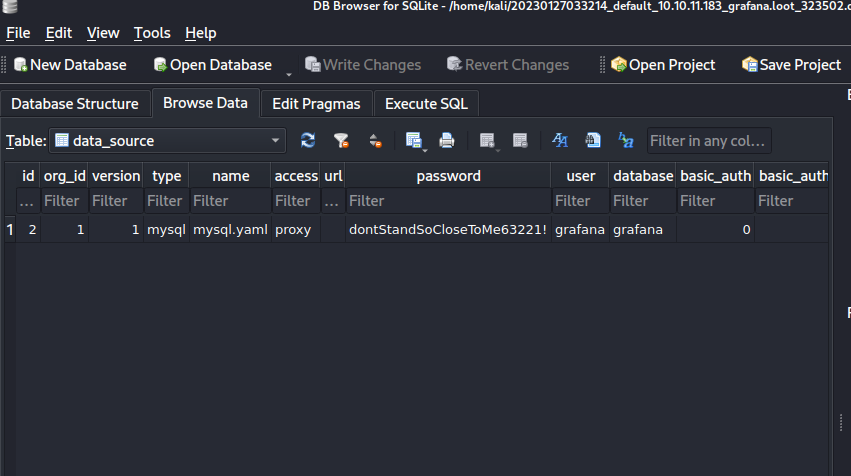 DB Browser for SQLite - /home/kali/20230127033214_default_10.10.11.183_grafana.loot_323502.
File Edit View Tools Help
New Database Open Database Write Changes Revert Changes Open Project Save Project
Database Structure Browse Data Edit Pragmas Execute SQL
Table: data_source Filter in any col...
id org_id version type name access url password user database basic_auth basic_auth
... Filter Filter Filter Filter Filter ... Filter Filter Filter Filter Filter
1 2 1 1 mysql mysql.yaml proxy dontStandSoCloseToMe63221! grafana grafana 0